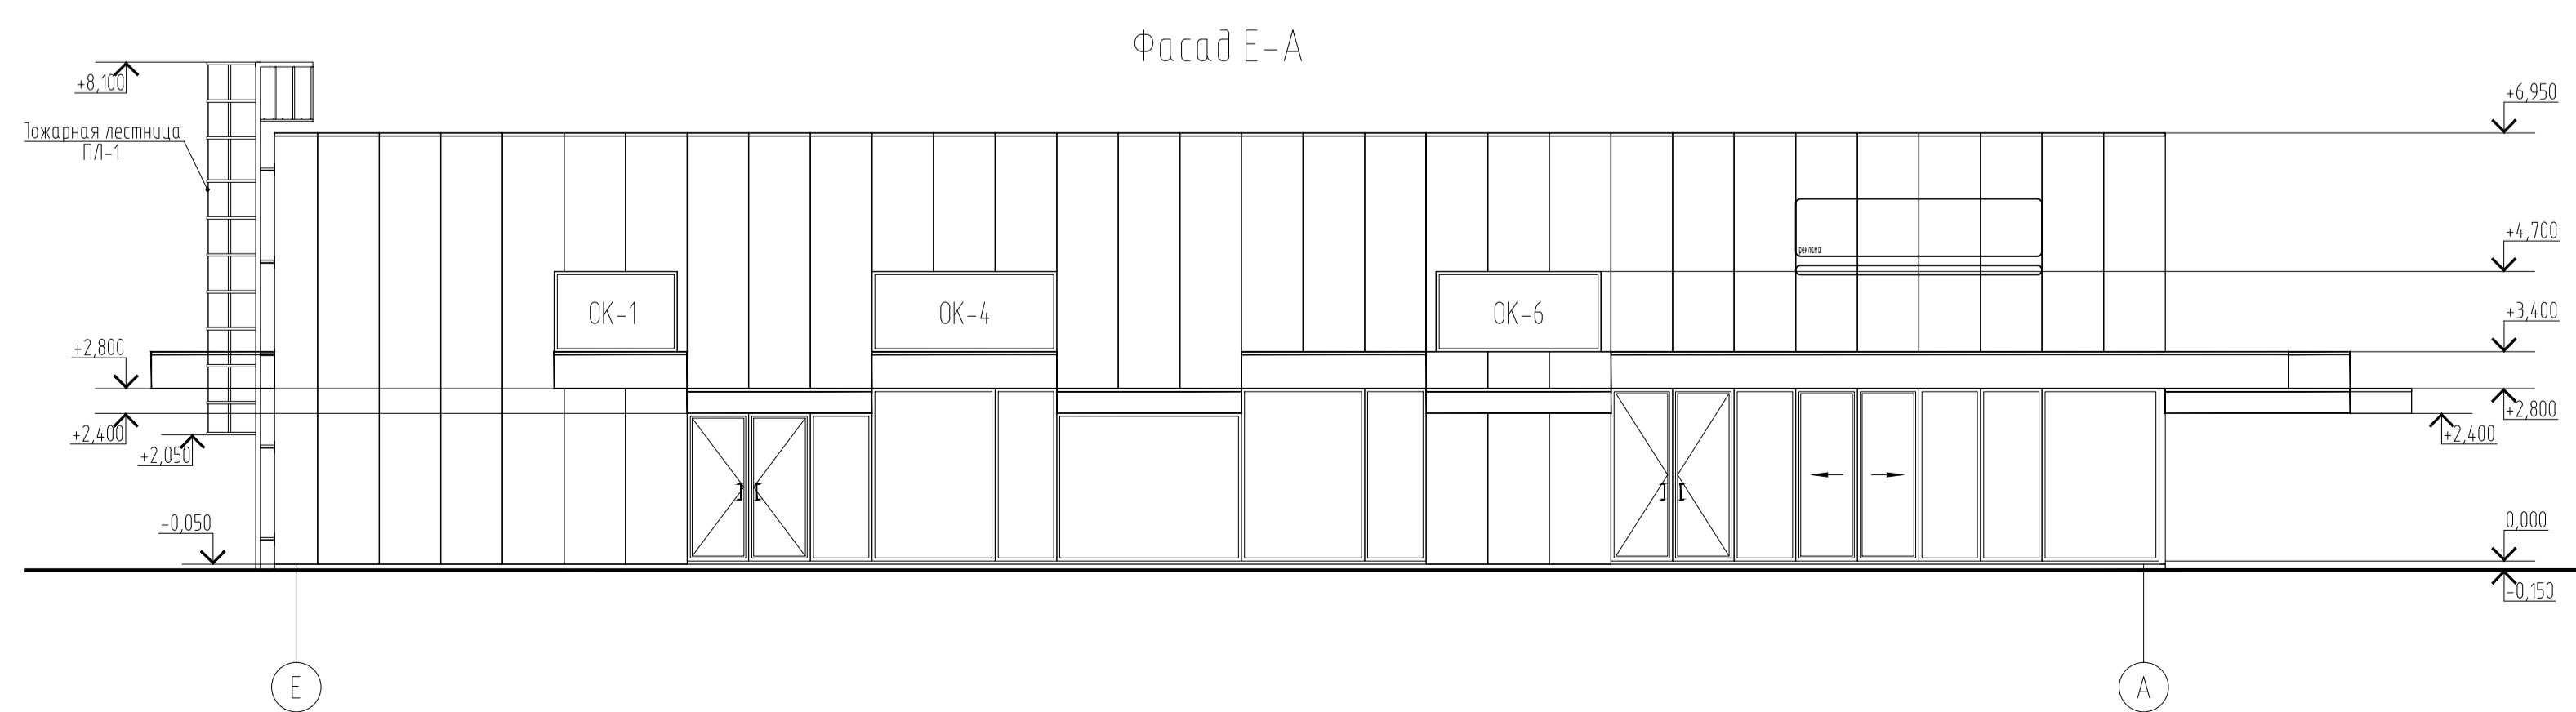 Фасад Е-А
+8,100
Пожарная лестница
ПЛ-1
+6,950
реклама
+4,700
ОК-1
ОК-4
ОК-6
+3,400
+2,800
+2,400
+2,050
+2,800
+2,400
-0,050
0,000
-0,150
Е
А